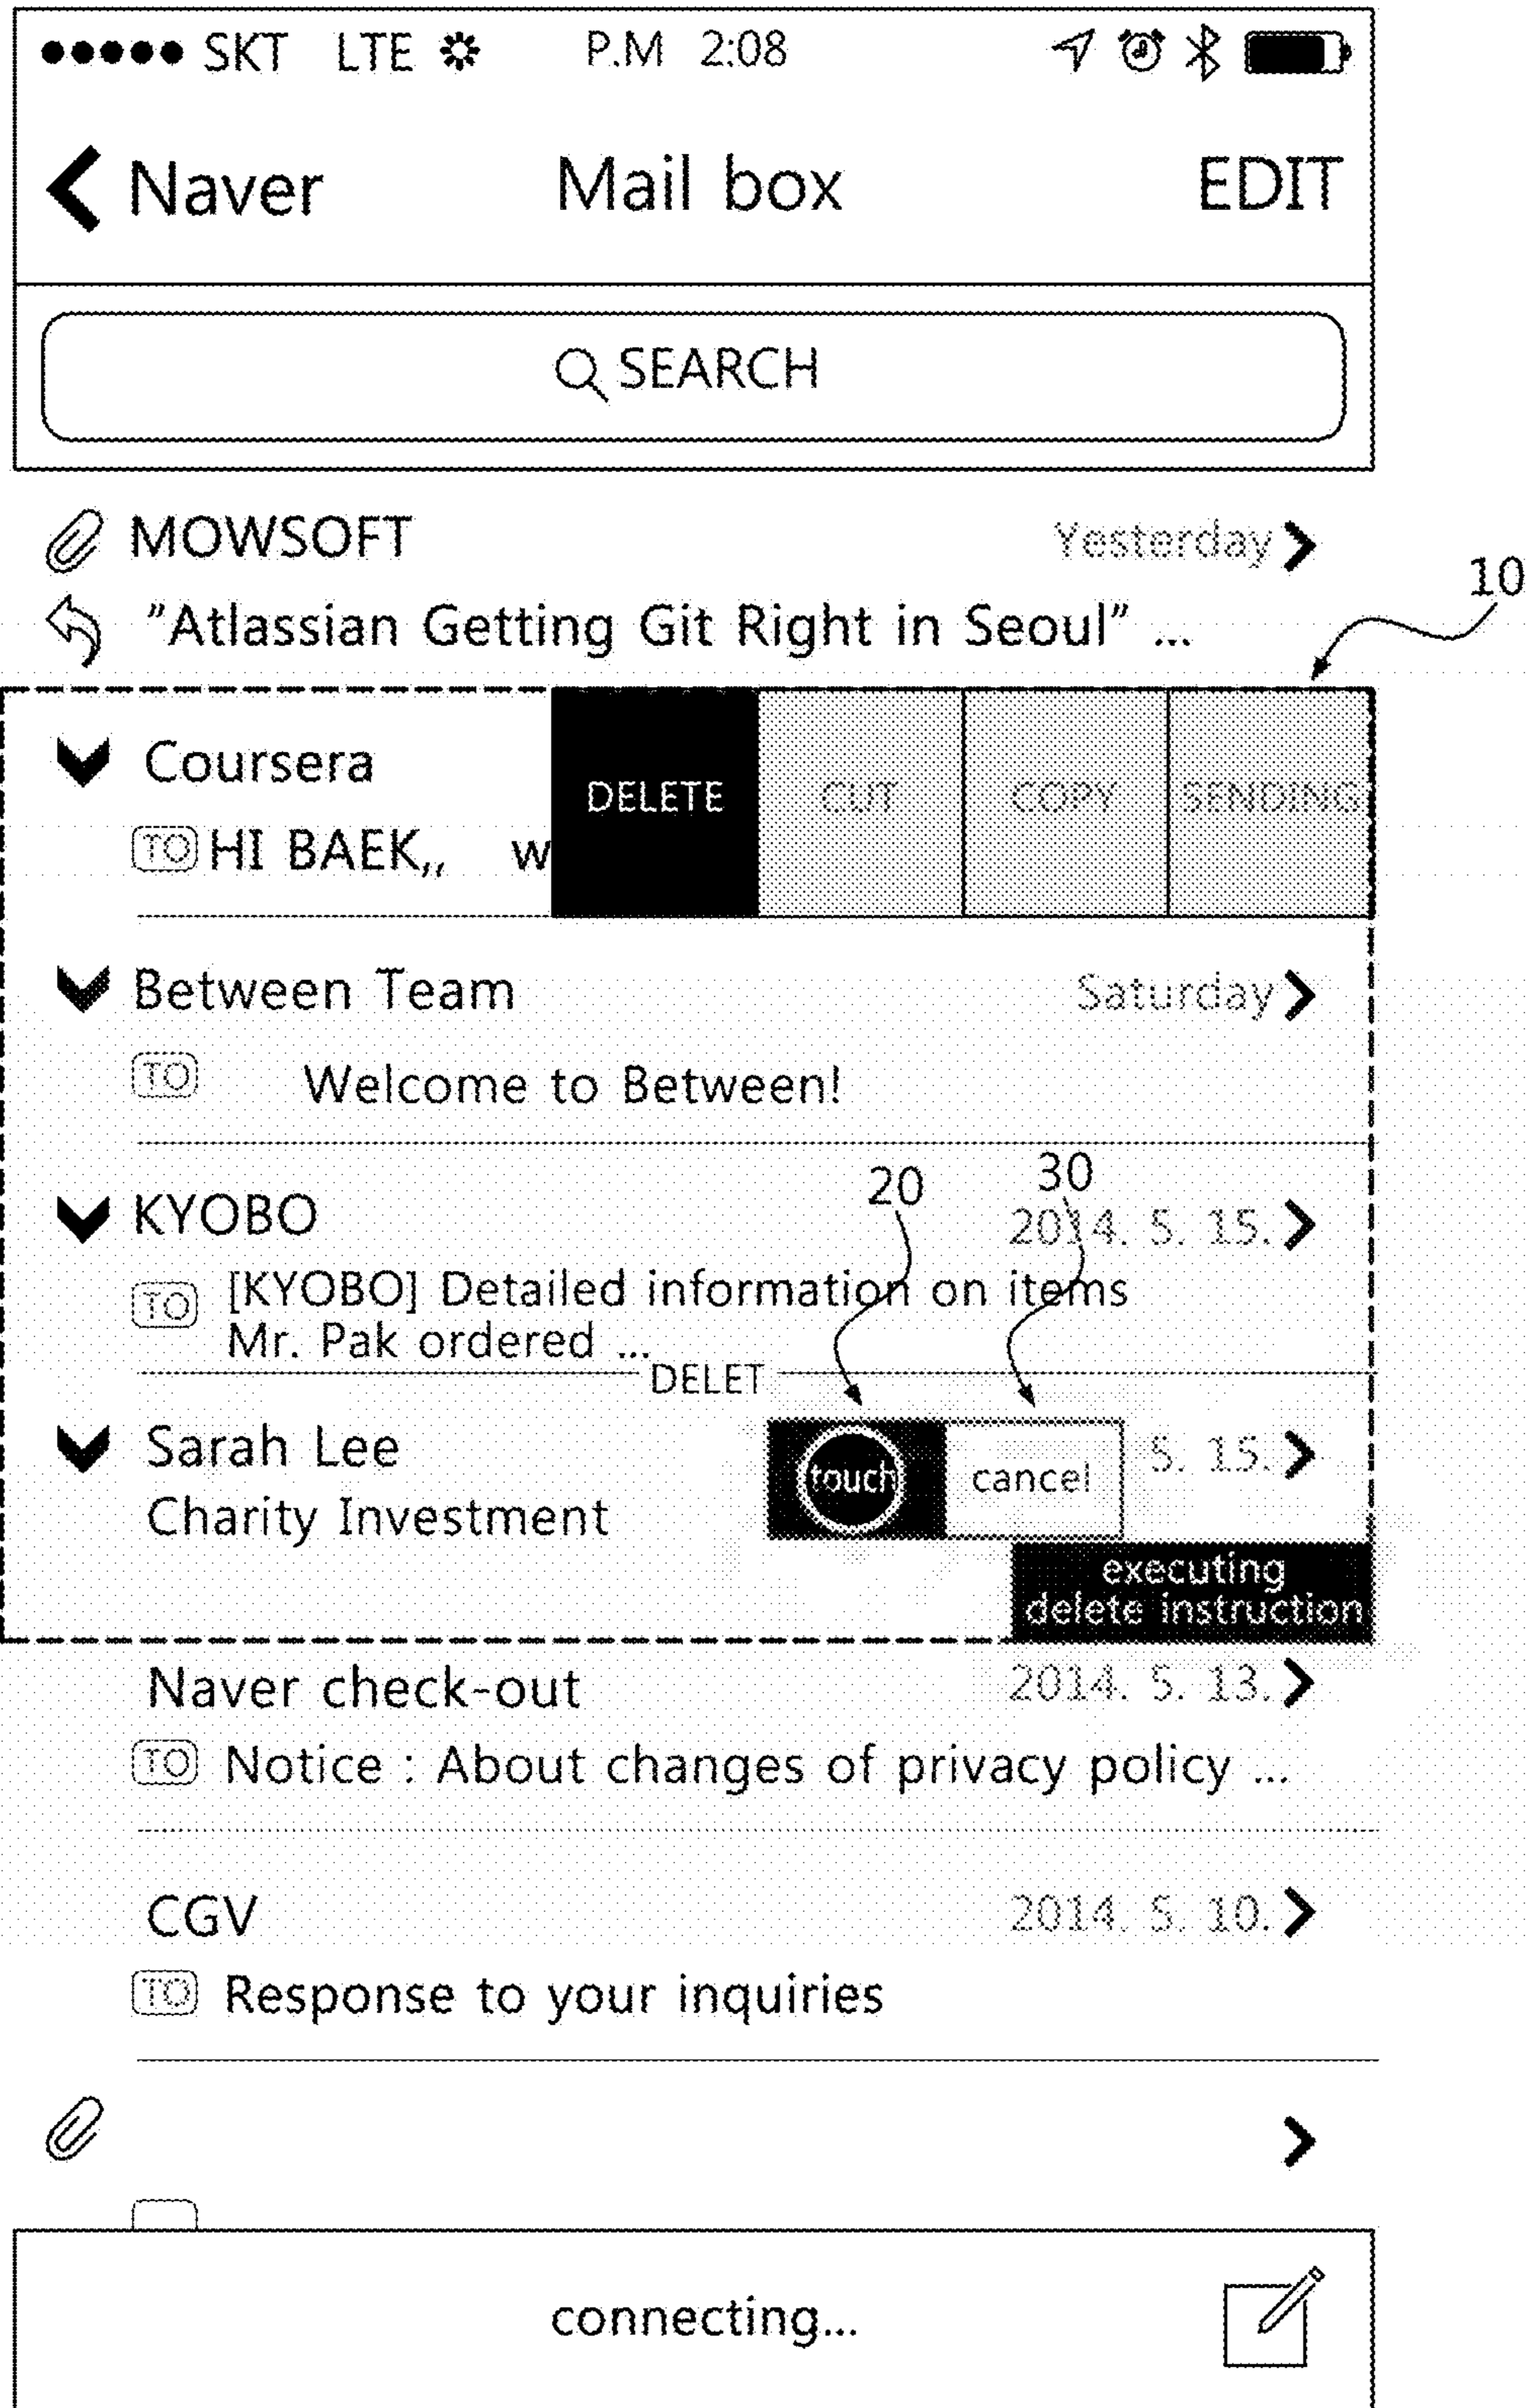 SKT LTE P.M 2:08
Naver Mail box EDIT
SEARCH
MOWSOFT Yesterday
"Atlassian Getting Git Right in Seoul" ...
10
Coursera DELETE CUT COPY SENDING
TO HI BAEK,, w
Between Team Saturday
TO Welcome to Between!
20 30
KYOBO 2014. 5. 15.
TO [KYOBO] Detailed information on items
Mr. Pak ordered ...
DELET
Sarah Lee touch cancel 5. 15.
Charity Investment
executing
delete instruction
Naver check-out 2014. 5. 13.
TO Notice : About changes of privacy policy ...
CGV 2014. 5. 10.
TO Response to your inquiries
connecting...